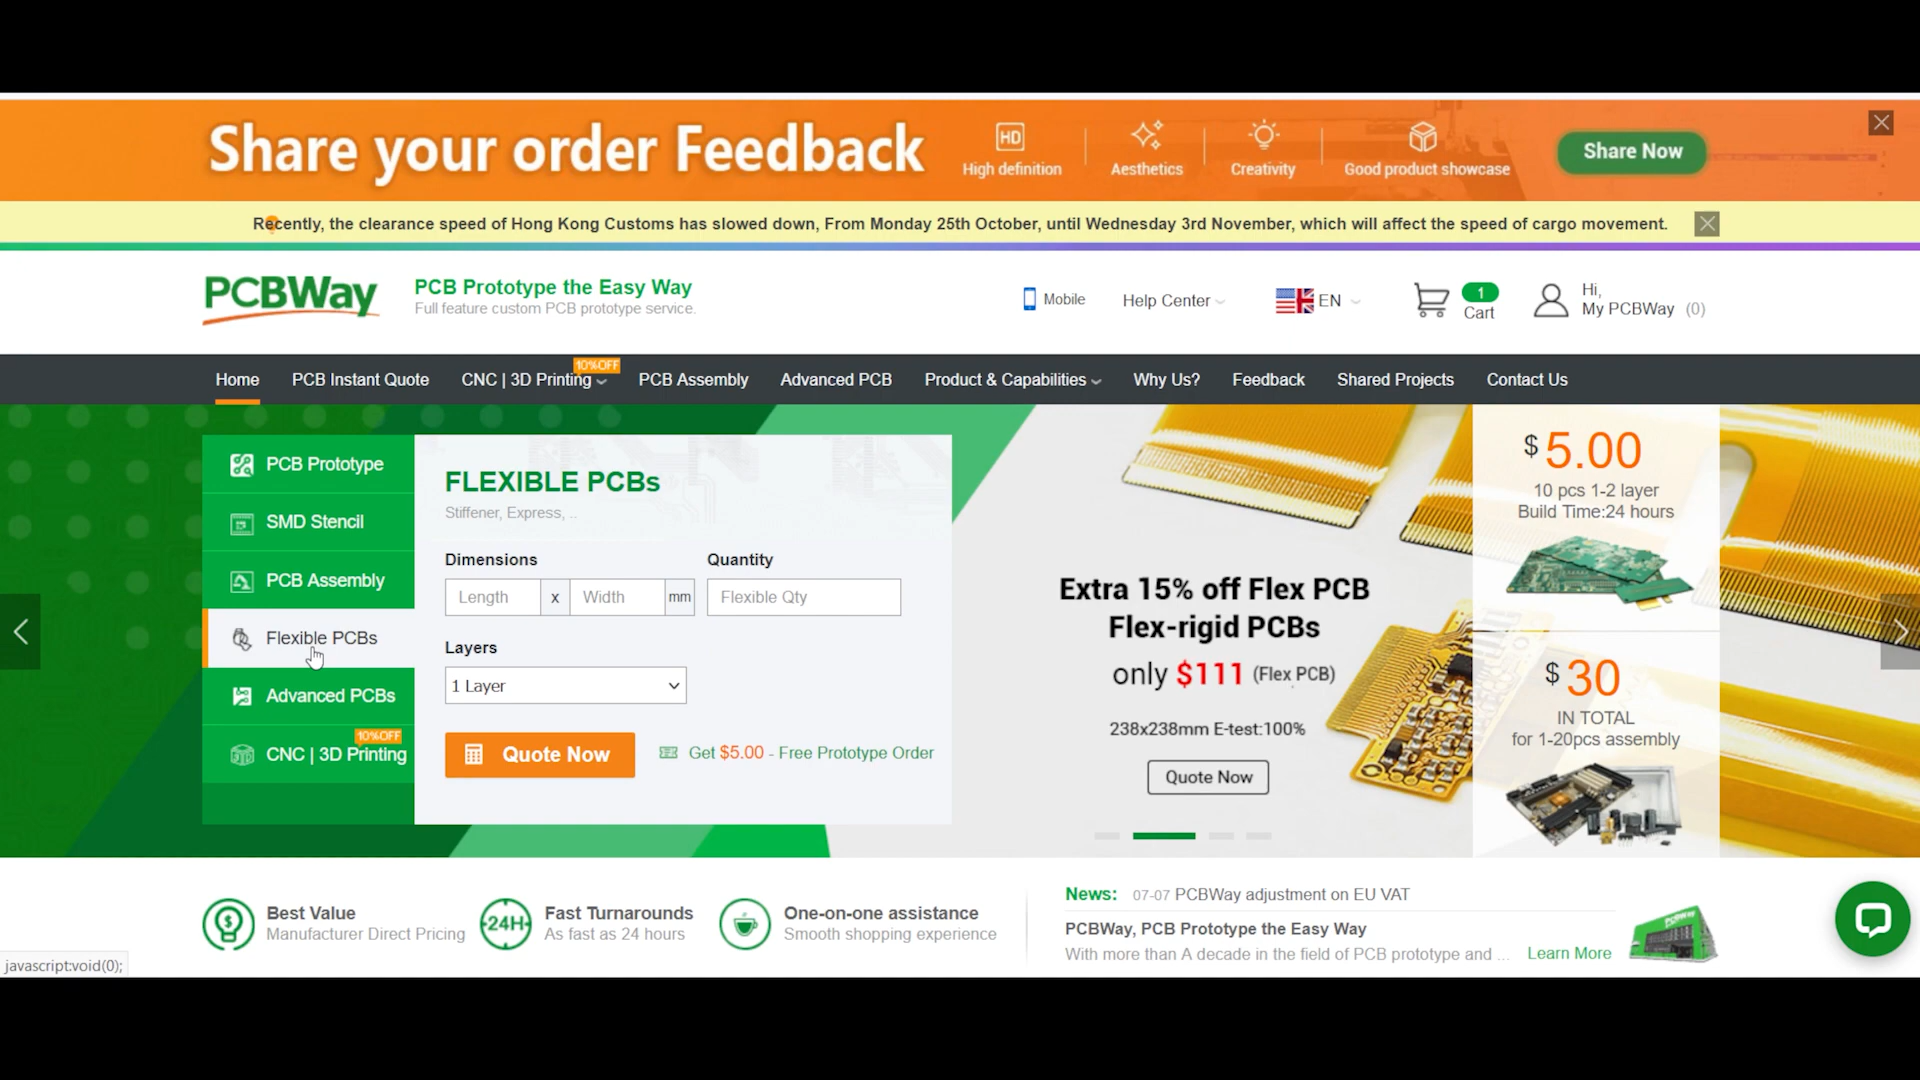 Share your order Feedback
HD
High definition
Aesthetics
Creativity
Good product showcase
Share Now
Recently, the clearance speed of Hong Kong Customs has slowed down, From Monday 25th October, until Wednesday 3rd November, which will affect the speed of cargo movement.
PCBWay
PCB Prototype the Easy Way
Full feature custom PCB prototype service.
Mobile
Help Center
EN
1
Cart
Hi,
My PCBWay (0)
Home
PCB Instant Quote
CNC | 3D Printing
10%OFF
PCB Assembly
Advanced PCB
Product & Capabilities
Why Us?
Feedback
Shared Projects
Contact Us
PCB Prototype
SMD Stencil
PCB Assembly
Flexible PCBs
Advanced PCBs
10%OFF
CNC | 3D Printing
FLEXIBLE PCBs
Stiffener, Express, ..
Dimensions
Quantity
Length x Width mm
Flexible Qty
Layers
1 Layer
Quote Now
Get $5.00 - Free Prototype Order
Extra 15% off Flex PCB
Flex-rigid PCBs
only $111 (Flex PCB)
238x238mm E-test:100%
Quote Now
$5.00
10 pcs 1-2 layer
Build Time:24 hours
$30
IN TOTAL
for 1-20pcs assembly
Best Value
Manufacturer Direct Pricing
24H
Fast Turnarounds
As fast as 24 hours
One-on-one assistance
Smooth shopping experience
News: 07-07 PCBWay adjustment on EU VAT
PCBWay, PCB Prototype the Easy Way
With more than A decade in the field of PCB prototype and ...
Learn More
PCBWay
javascript:void(0);